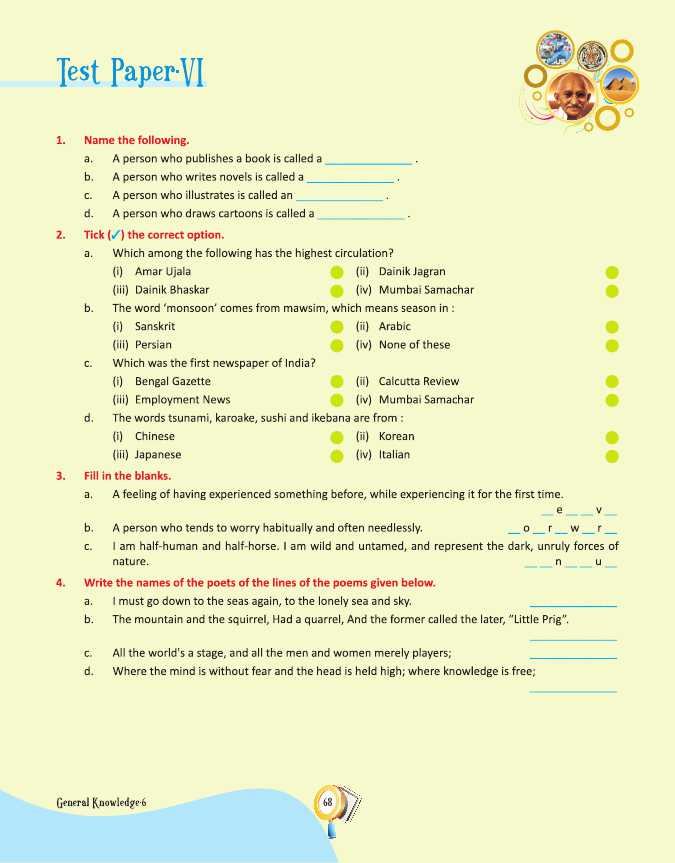 Test Paper-VI
1. Name the following.
a. A person who publishes a book is called a ______________ .
b. A person who writes novels is called a ______________ .
c. A person who illustrates is called an ______________ .
d. A person who draws cartoons is called a ______________ .
2. Tick (✓) the correct option.
a. Which among the following has the highest circulation?
(i) Amar Ujala (ii) Dainik Jagran
(iii) Dainik Bhaskar (iv) Mumbai Samachar
b. The word ‘monsoon’ comes from mawsim, which means season in :
(i) Sanskrit (ii) Arabic
(iii) Persian (iv) None of these
c. Which was the first newspaper of India?
(i) Bengal Gazette (ii) Calcutta Review
(iii) Employment News (iv) Mumbai Samachar
d. The words tsunami, karoake, sushi and ikebana are from :
(i) Chinese (ii) Korean
(iii) Japanese (iv) Italian
3. Fill in the blanks.
a. A feeling of having experienced something before, while experiencing it for the first time.
__ e __ __ v __
b. A person who tends to worry habitually and often needlessly. __ o __ r __ w __ r __
c. I am half-human and half-horse. I am wild and untamed, and represent the dark, unruly forces of
nature. __ __ n __ __ u __
4. Write the names of the poets of the lines of the poems given below.
a. I must go down to the seas again, to the lonely sea and sky. ______________
b. The mountain and the squirrel, Had a quarrel, And the former called the later, “Little Prig”.
______________
c. All the world's a stage, and all the men and women merely players; ______________
d. Where the mind is without fear and the head is held high; where knowledge is free;
______________
General Knowledge-6
68